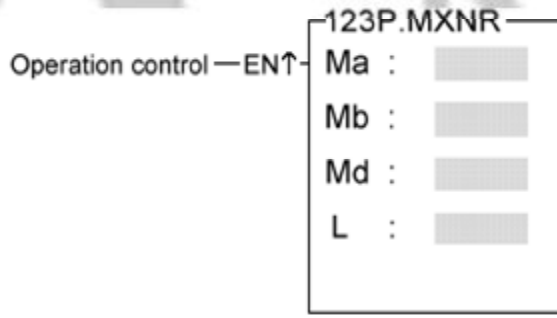 123P.MXNR
Operation control EN↑ Ma :
Mb :
Md :
L :